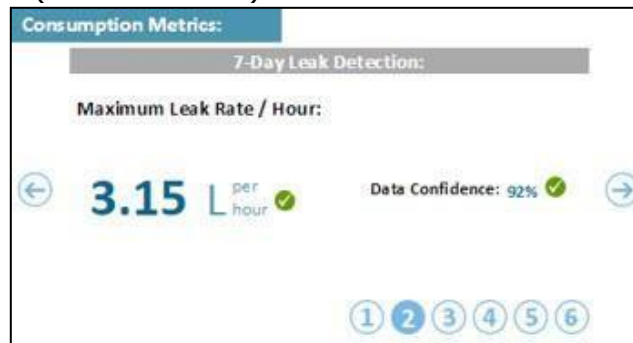 Consumption Metrics:
7-Day Leak Detection:
Maximum Leak Rate / Hour:
3.15 L per hour
Data Confidence: 92%
1 2 3 4 5 6